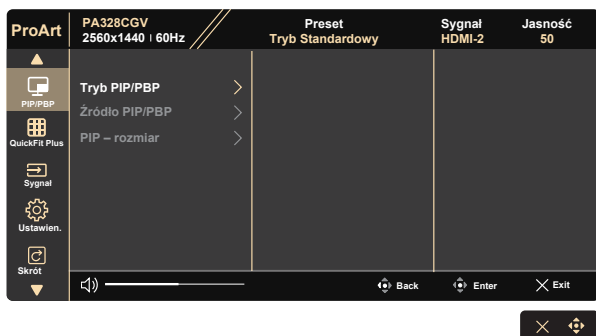 ProArt
PA328CGV
2560x1440 | 60Hz
Preset
Tryb Standardowy
Sygnał
HDMI-2
Jasność
50
PIP/PBP
QuickFit Plus
Sygnał
Ustawien.
Skrót
Tryb PIP/PBP
Źródło PIP/PBP
PIP – rozmiar
Back
Enter
Exit